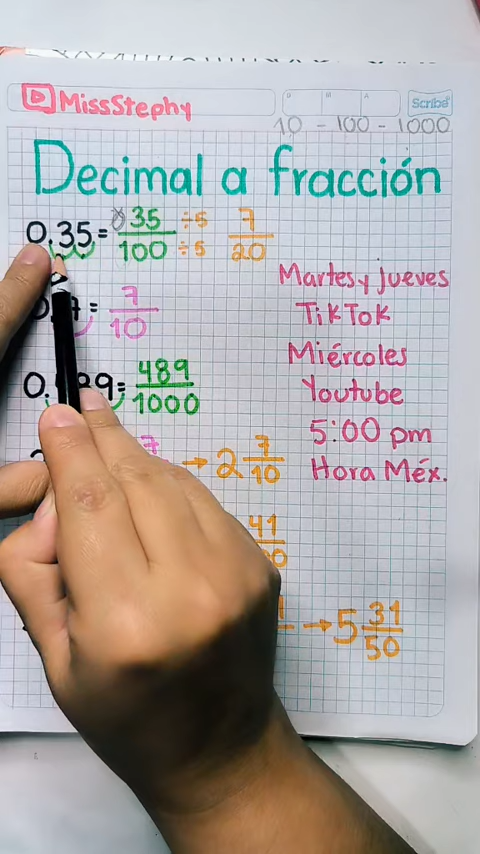 MissStephy
Scribe
10 - 100 - 1000
Decimal a fracción
0.35 = 035/100 ÷5/÷5 7/20
= 7/10
= 489/1000
→ 2 7/10
41
→ 5 31/50
Martes y jueves
TikTok
Miércoles
Youtube
5:00 pm
Hora Méx.